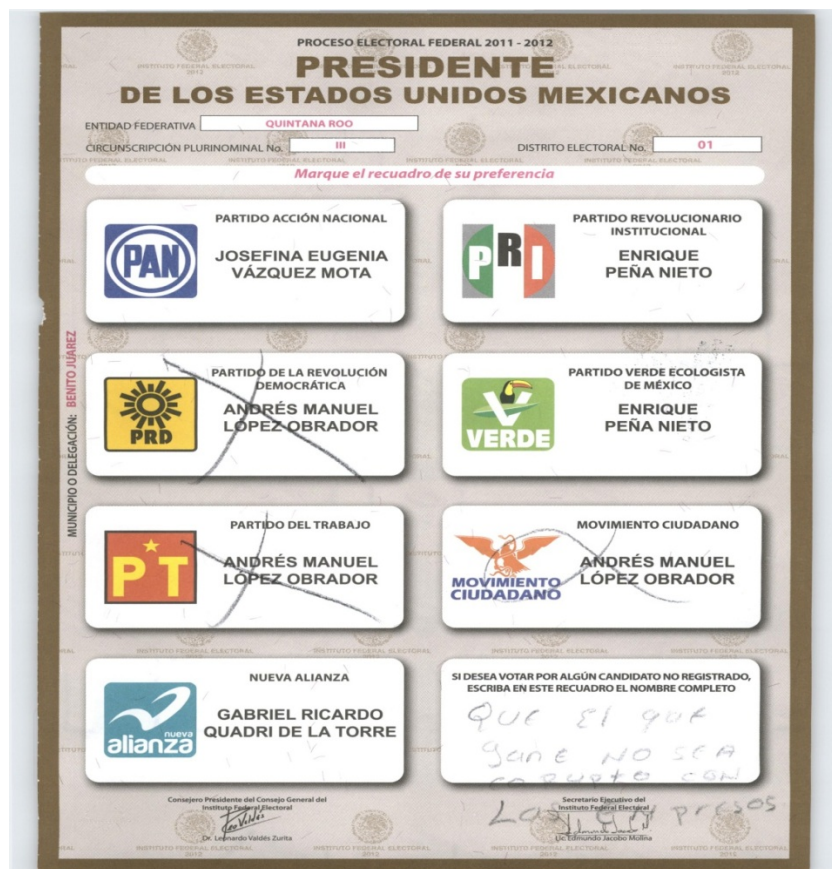 PROCESO ELECTORAL FEDERAL 2011 - 2012
PRESIDENTE
DE LOS ESTADOS UNIDOS MEXICANOS
ENTIDAD FEDERATIVA QUINTANA ROO
CIRCUNSCRIPCIÓN PLURINOMINAL No. III DISTRITO ELECTORAL No. 01
Marque el recuadro de su preferencia
MUNICIPIO O DELEGACIÓN: BENITO JUAREZ
PAN
PARTIDO ACCIÓN NACIONAL
JOSEFINA EUGENIA
VÁZQUEZ MOTA
PRI
PARTIDO REVOLUCIONARIO
INSTITUCIONAL
ENRIQUE
PEÑA NIETO
PRD
PARTIDO DE LA REVOLUCIÓN
DEMOCRÁTICA
ANDRÉS MANUEL
LÓPEZ OBRADOR
VERDE
PARTIDO VERDE ECOLOGISTA
DE MÉXICO
ENRIQUE
PEÑA NIETO
PT
PARTIDO DEL TRABAJO
ANDRÉS MANUEL
LÓPEZ OBRADOR
MOVIMIENTO
CIUDADANO
MOVIMIENTO CIUDADANO
ANDRÉS MANUEL
LÓPEZ OBRADOR
nueva
alianza
NUEVA ALIANZA
GABRIEL RICARDO
QUADRI DE LA TORRE
SI DESEA VOTAR POR ALGÚN CANDIDATO NO REGISTRADO,
ESCRIBA EN ESTE RECUADRO EL NOMBRE COMPLETO
QUE El que
gane NO SEA
CON
Los
Consejero Presidente del Consejo General del
Instituto Federal Electoral
Dr. Leonardo Valdés Zurita
Secretario Ejecutivo del
Instituto Federal Electoral
Lic. Edmundo Jacobo Molina
INSTITUTO FEDERAL ELECTORAL
2012